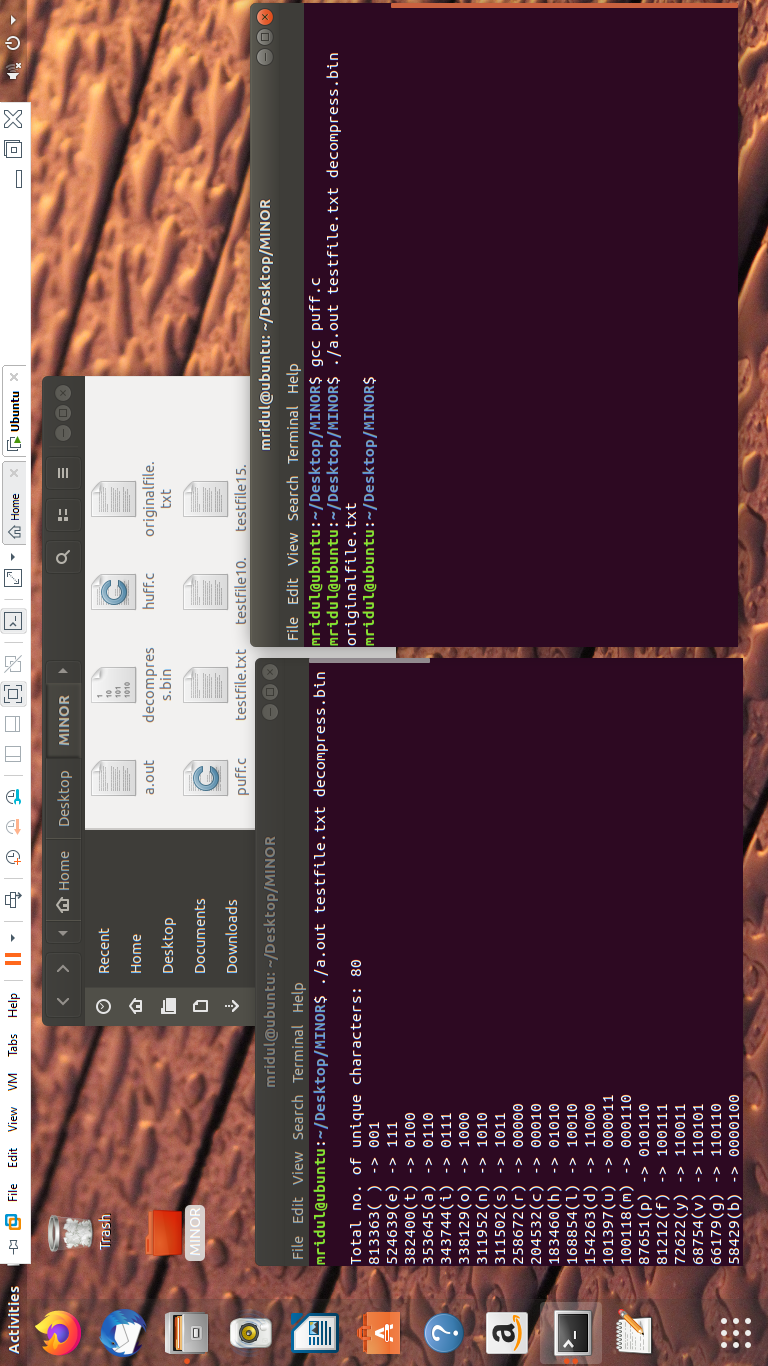 File Edit View VM Tabs Help
Home
Ubuntu
Activities
Trash
MINOR
Home Desktop MINOR
Recent
Home
Desktop
Documents
Downloads
a.out
decompres
s.bin
huff.c
originalfile.
txt
puff.c
testfile.txt
testfile10.
testfile15.
mridul@ubuntu: ~/Desktop/MINOR
File Edit View Search Terminal Help
mridul@ubuntu:~/Desktop/MINOR$ ./a.out testfile.txt decompress.bin
Total no. of unique characters: 80
813363( ) -> 001
524639(e) -> 111
382400(t) -> 0100
353645(a) -> 0110
343744(i) -> 0111
338129(o) -> 1000
311952(n) -> 1010
311502(s) -> 1011
258672(r) -> 00000
204532(c) -> 00010
183460(h) -> 01010
168854(l) -> 10010
154263(d) -> 11000
101397(u) -> 000011
100118(m) -> 000110
87651(p) -> 010110
81212(f) -> 100111
72622(y) -> 110011
68754(v) -> 110101
66179(g) -> 110110
58429(b) -> 0000100
mridul@ubuntu: ~/Desktop/MINOR
File Edit View Search Terminal Help
mridul@ubuntu:~/Desktop/MINOR$ gcc puff.c
mridul@ubuntu:~/Desktop/MINOR$ ./a.out testfile.txt decompress.bin
originalfile.txt
mridul@ubuntu:~/Desktop/MINOR$